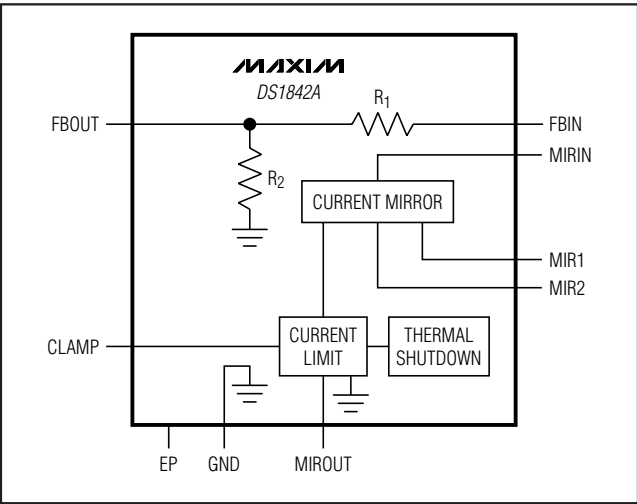 MAXIM
DS1842A
R1
FBOUT
FBIN
MIRIN
R2
CURRENT MIRROR
MIR1
MIR2
CLAMP
CURRENT
LIMIT
THERMAL
SHUTDOWN
EP
GND
MIROUT